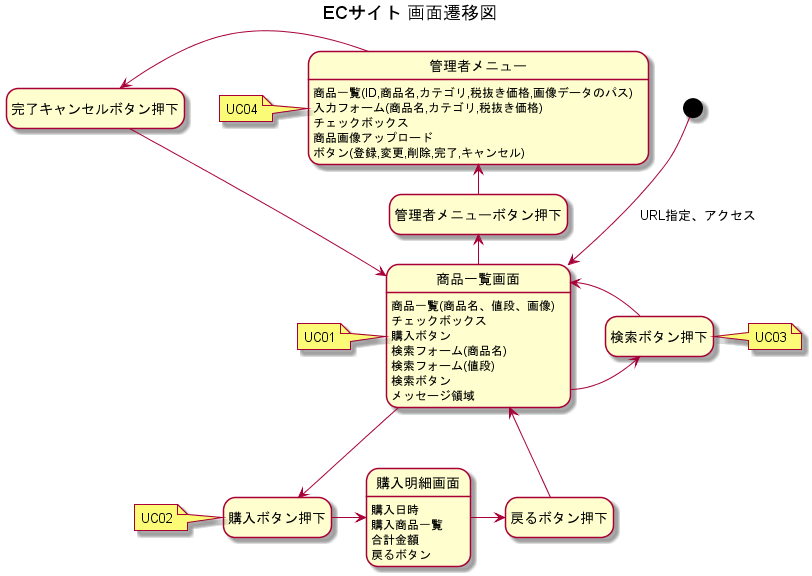 ECサイト 画面遷移図
管理者メニュー
商品一覧(ID,商品名,カテゴリ,税抜き価格,画像データのパス)
入力フォーム(商品名,カテゴリ,税抜き価格)
チェックボックス
商品画像アップロード
ボタン(登録,変更,削除,完了,キャンセル)
UC04
完了キャンセルボタン押下
管理者メニューボタン押下
URL指定、アクセス
商品一覧画面
商品一覧(商品名、値段、画像)
チェックボックス
購入ボタン
検索フォーム(商品名)
検索フォーム(値段)
検索ボタン
メッセージ領域
UC01
検索ボタン押下
UC03
UC02
購入ボタン押下
購入明細画面
購入日時
購入商品一覧
合計金額
戻るボタン
戻るボタン押下